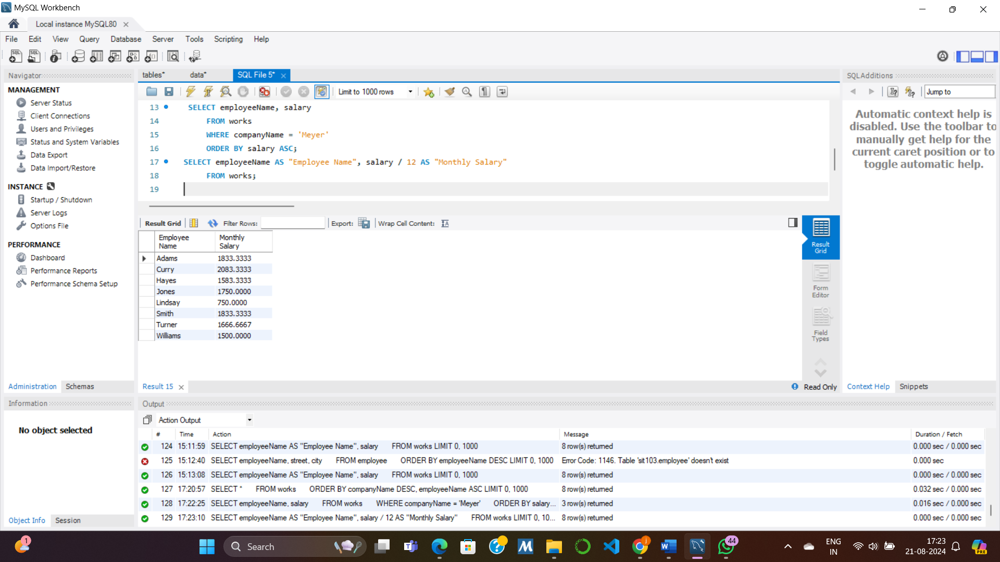 MySQL Workbench
Local instance MySQL80
File Edit View Query Database Server Tools Scripting Help
Navigator
MANAGEMENT
Server Status
Client Connections
Users and Privileges
Status and System Variables
Data Export
Data Import/Restore
INSTANCE
Startup / Shutdown
Server Logs
Options File
PERFORMANCE
Dashboard
Performance Reports
Performance Schema Setup
Administration Schemas
Information
No object selected
Object Info Session
tables* data* SQL File 5*
Limit to 1000 rows
13 SELECT employeeName, salary
14 FROM works
15 WHERE companyName = 'Meyer'
16 ORDER BY salary ASC;
17 SELECT employeeName AS "Employee Name", salary / 12 AS "Monthly Salary"
18 FROM works;
19
Result Grid Filter Rows: Export: Wrap Cell Content:
Employee Name Monthly Salary
Adams 1833.3333
Curry 2083.3333
Hayes 1583.3333
Jones 1750.0000
Lindsay 750.0000
Smith 1833.3333
Turner 1666.6667
Williams 1500.0000
Result Grid
Form Editor
Field Types
Result 15
Read Only
SQLAdditions
Jump to
Automatic context help is
disabled. Use the toolbar to
manually get help for the
current caret position or to
toggle automatic help.
Context Help Snippets
Output
Action Output
# Time Action Message Duration / Fetch
124 15:11:59 SELECT employeeName AS "Employee Name", salary FROM works LIMIT 0, 1000 8 row(s) returned 0.000 sec / 0.000 sec
125 15:12:40 SELECT employeeName, street, city FROM employee ORDER BY employeeName DESC LIMIT 0, 1000 Error Code: 1146. Table 'sit103.employee' doesn't exist 0.000 sec
126 15:13:08 SELECT employeeName AS "Employee Name", salary FROM works LIMIT 0, 1000 8 row(s) returned 0.000 sec / 0.000 sec
127 17:20:57 SELECT * FROM works ORDER BY companyName DESC, employeeName ASC LIMIT 0, 1000 8 row(s) returned 0.032 sec / 0.000 sec
128 17:22:25 SELECT employeeName, salary FROM works WHERE companyName = 'Meyer' ORDER BY salary... 3 row(s) returned 0.016 sec / 0.000 sec
129 17:23:10 SELECT employeeName AS "Employee Name", salary / 12 AS "Monthly Salary" FROM works LIMIT 0, 10... 8 row(s) returned 0.000 sec / 0.000 sec
1
Search
44
ENG
IN
17:23
21-08-2024
PRE